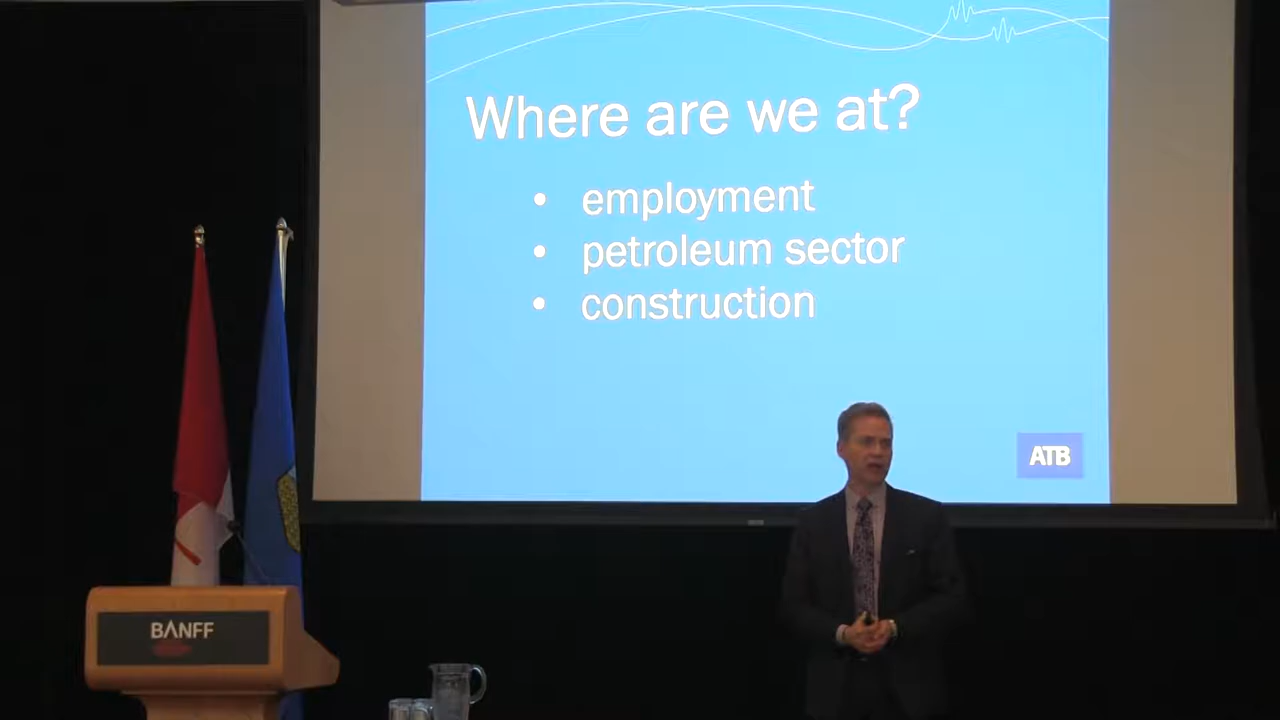 Where are we at?
• employment
• petroleum sector
• construction
ATB
BANFF